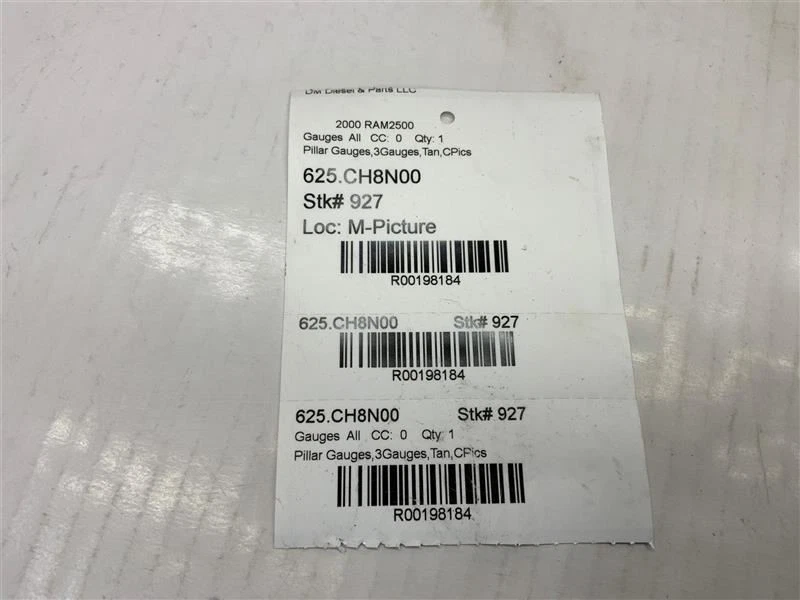 DM Diesel & Parts LLC
2000 RAM2500
Gauges All CC: 0 Qty: 1
Pillar Gauges,3Gauges,Tan,CPics
625.CH8N00
Stk# 927
Loc: M-Picture
R00198184
625.CH8N00 Stk# 927
R00198184
625.CH8N00 Stk# 927
Gauges All CC: 0 Qty: 1
Pillar Gauges,3Gauges,Tan,CPics
R00198184